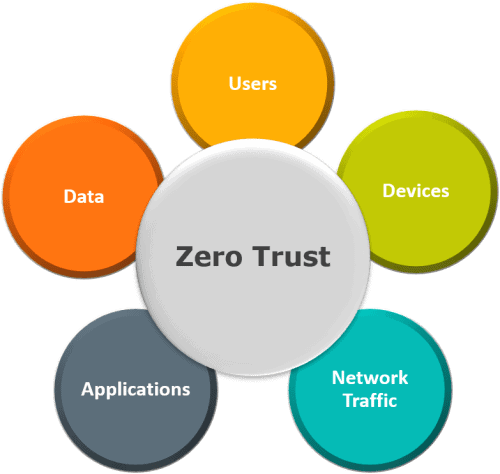 Users
Data
Devices
Zero Trust
Applications
Network
Traffic